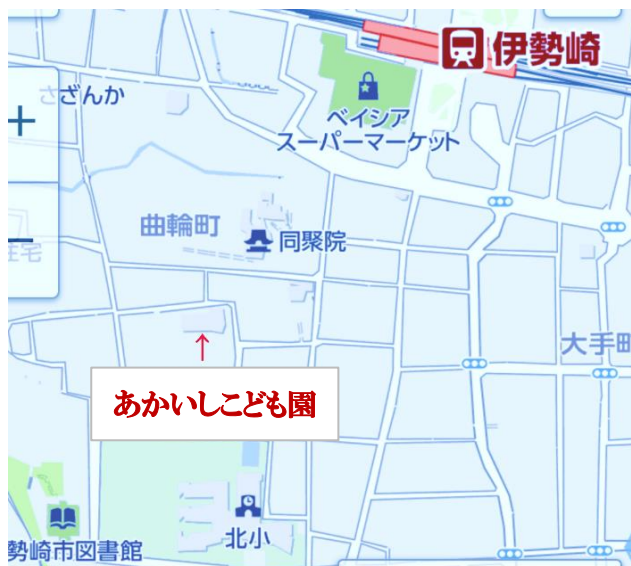 伊勢崎
さざんか
ベイシア
スーパーマーケット
曲輪町
同聚院
住宅
大手町
↑
あかいしこども園
北小
勢崎市図書館